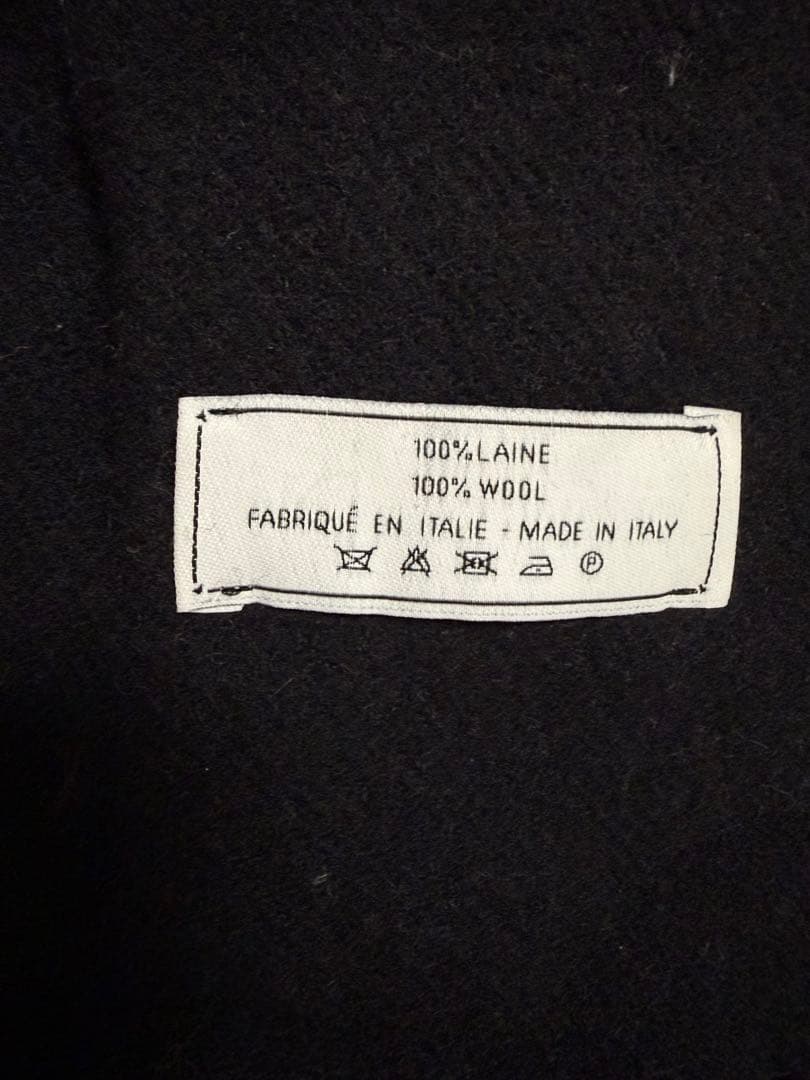 100% LAINE
100% WOOL
FABRIQUÉ EN ITALIE - MADE IN ITALY
P